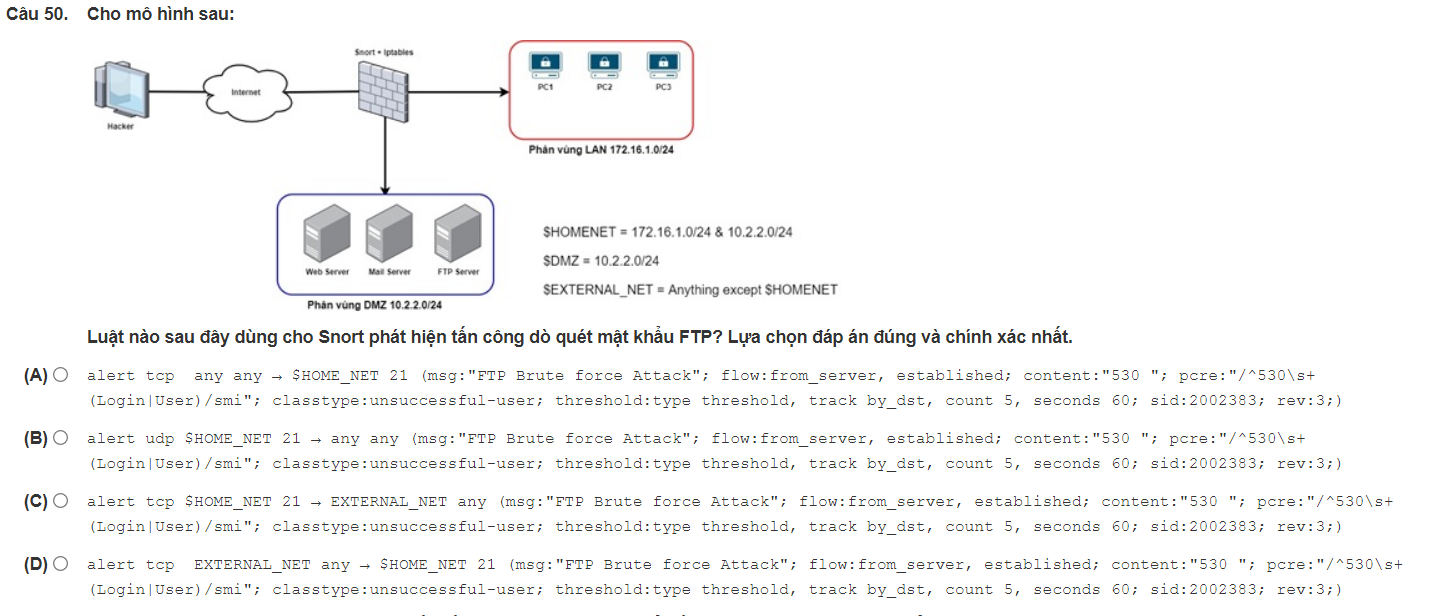 Câu 50. Cho mô hình sau:
Snort + Iptables
Internet
Hacker
PC1 PC2 PC3
Phân vùng LAN 172.16.1.0/24
Web Server Mail Server FTP Server
Phân vùng DMZ 10.2.2.0/24
$HOMENET = 172.16.1.0/24 & 10.2.2.0/24
$DMZ = 10.2.2.0/24
$EXTERNAL_NET = Anything except $HOMENET
Luật nào sau đây dùng cho Snort phát hiện tấn công dò quét mật khẩu FTP? Lựa chọn đáp án đúng và chính xác nhất.
(A) alert tcp any any → $HOME_NET 21 (msg:"FTP Brute force Attack"; flow:from_server, established; content:"530 "; pcre:"/^530\s+
(Login|User)/smi"; classtype:unsuccessful-user; threshold:type threshold, track by_dst, count 5, seconds 60; sid:2002383; rev:3;)
(B) alert udp $HOME_NET 21 → any any (msg:"FTP Brute force Attack"; flow:from_server, established; content:"530 "; pcre:"/^530\s+
(Login|User)/smi"; classtype:unsuccessful-user; threshold:type threshold, track by_dst, count 5, seconds 60; sid:2002383; rev:3;)
(C) alert tcp $HOME_NET 21 → EXTERNAL_NET any (msg:"FTP Brute force Attack"; flow:from_server, established; content:"530 "; pcre:"/^530\s+
(Login|User)/smi"; classtype:unsuccessful-user; threshold:type threshold, track by_dst, count 5, seconds 60; sid:2002383; rev:3;)
(D) alert tcp EXTERNAL_NET any → $HOME_NET 21 (msg:"FTP Brute force Attack"; flow:from_server, established; content:"530 "; pcre:"/^530\s+
(Login|User)/smi"; classtype:unsuccessful-user; threshold:type threshold, track by_dst, count 5, seconds 60; sid:2002383; rev:3;)